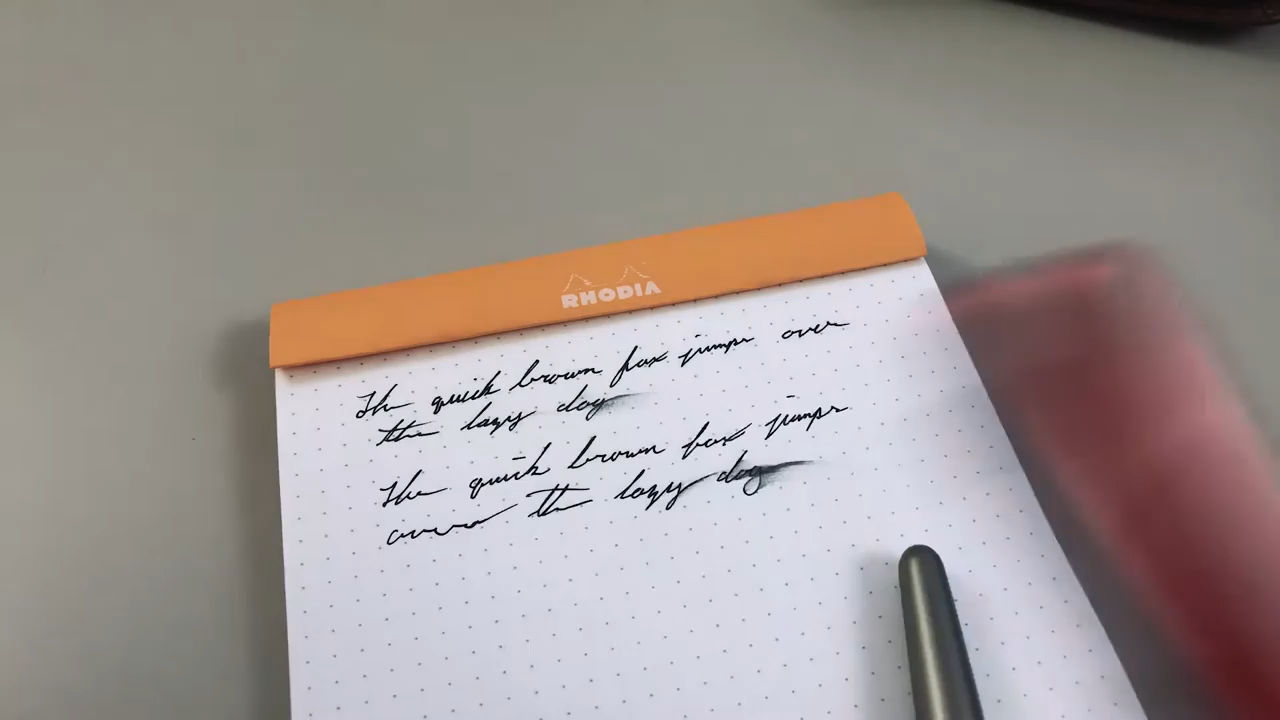 RHODIA
The quick brown fox jumps over
the lazy dog
The quick brown fox jumps
over the lazy dog